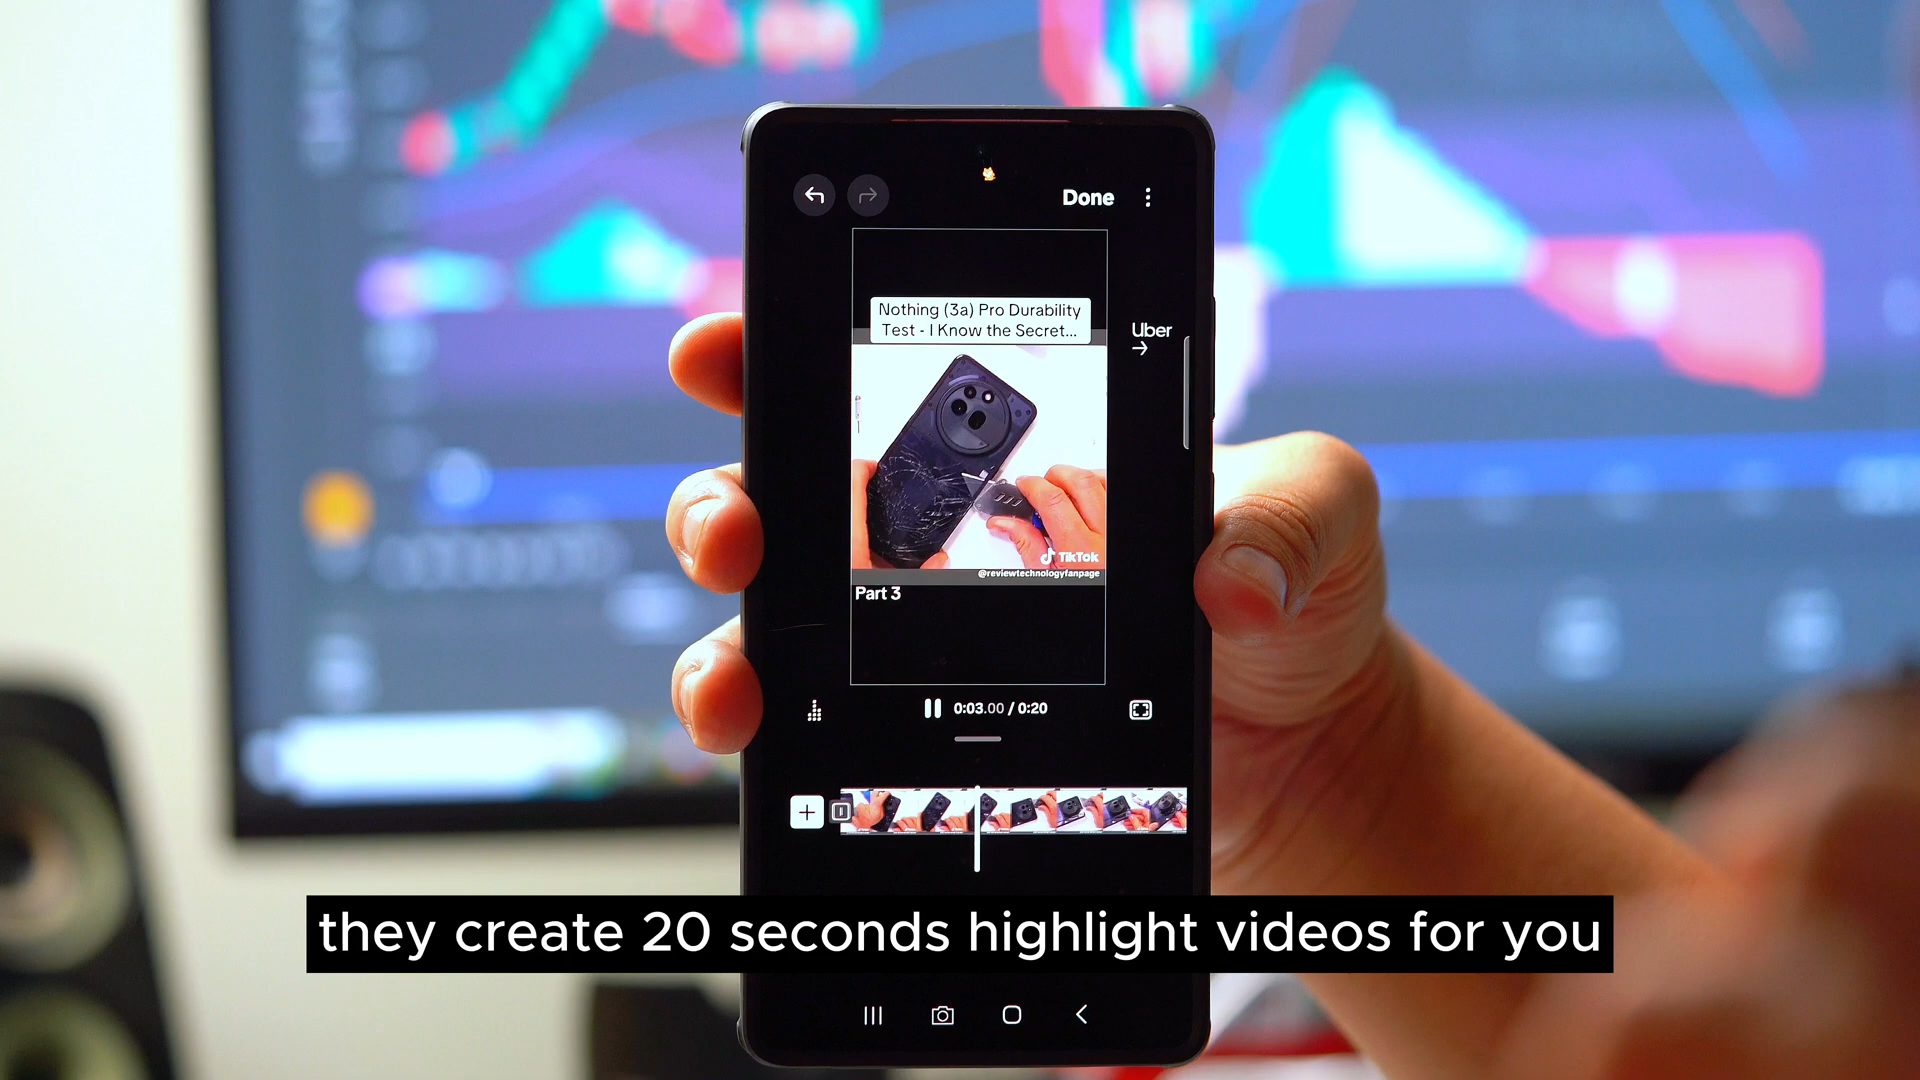 Done
Nothing (3a) Pro Durability
Test - I Know the Secret...
Uber
→
TikTok
@reviewtechnologyfanpage
Part 3
0:03.00 / 0:20
they create 20 seconds highlight videos for you